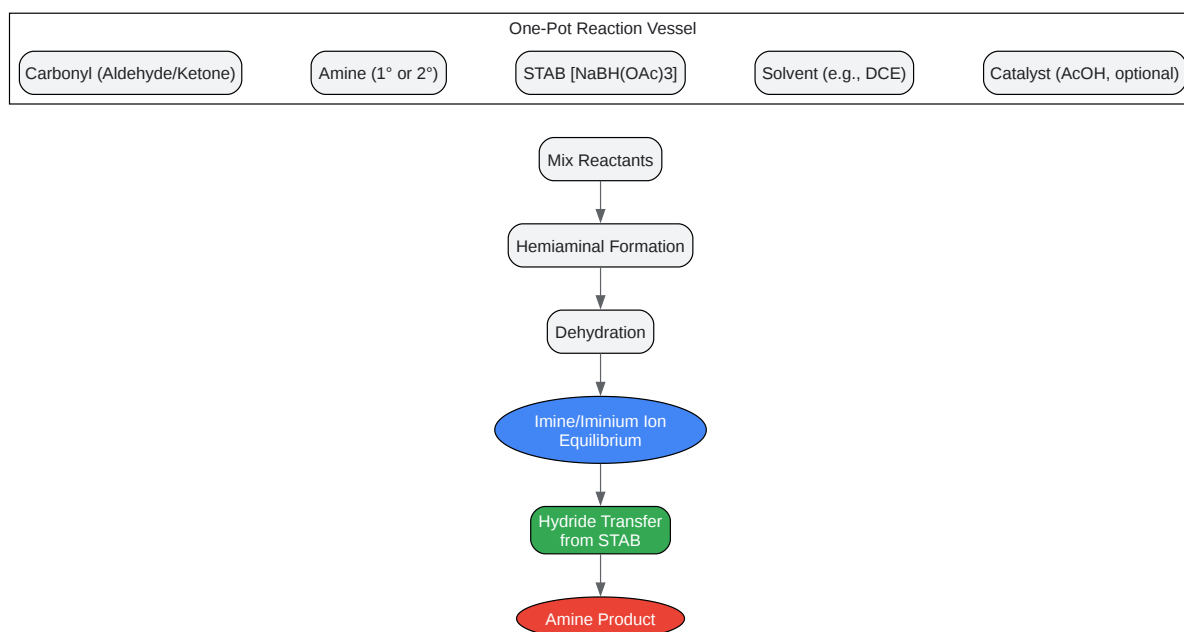 One-Pot Reaction Vessel
Carbonyl (Aldehyde/Ketone)
Amine (1° or 2°)
STAB [NaBH(OAc)3]
Solvent (e.g., DCE)
Catalyst (AcOH, optional)
Mix Reactants
Hemiaminal Formation
Dehydration
Imine/Iminium Ion
Equilibrium
Hydride Transfer
from STAB
Amine Product